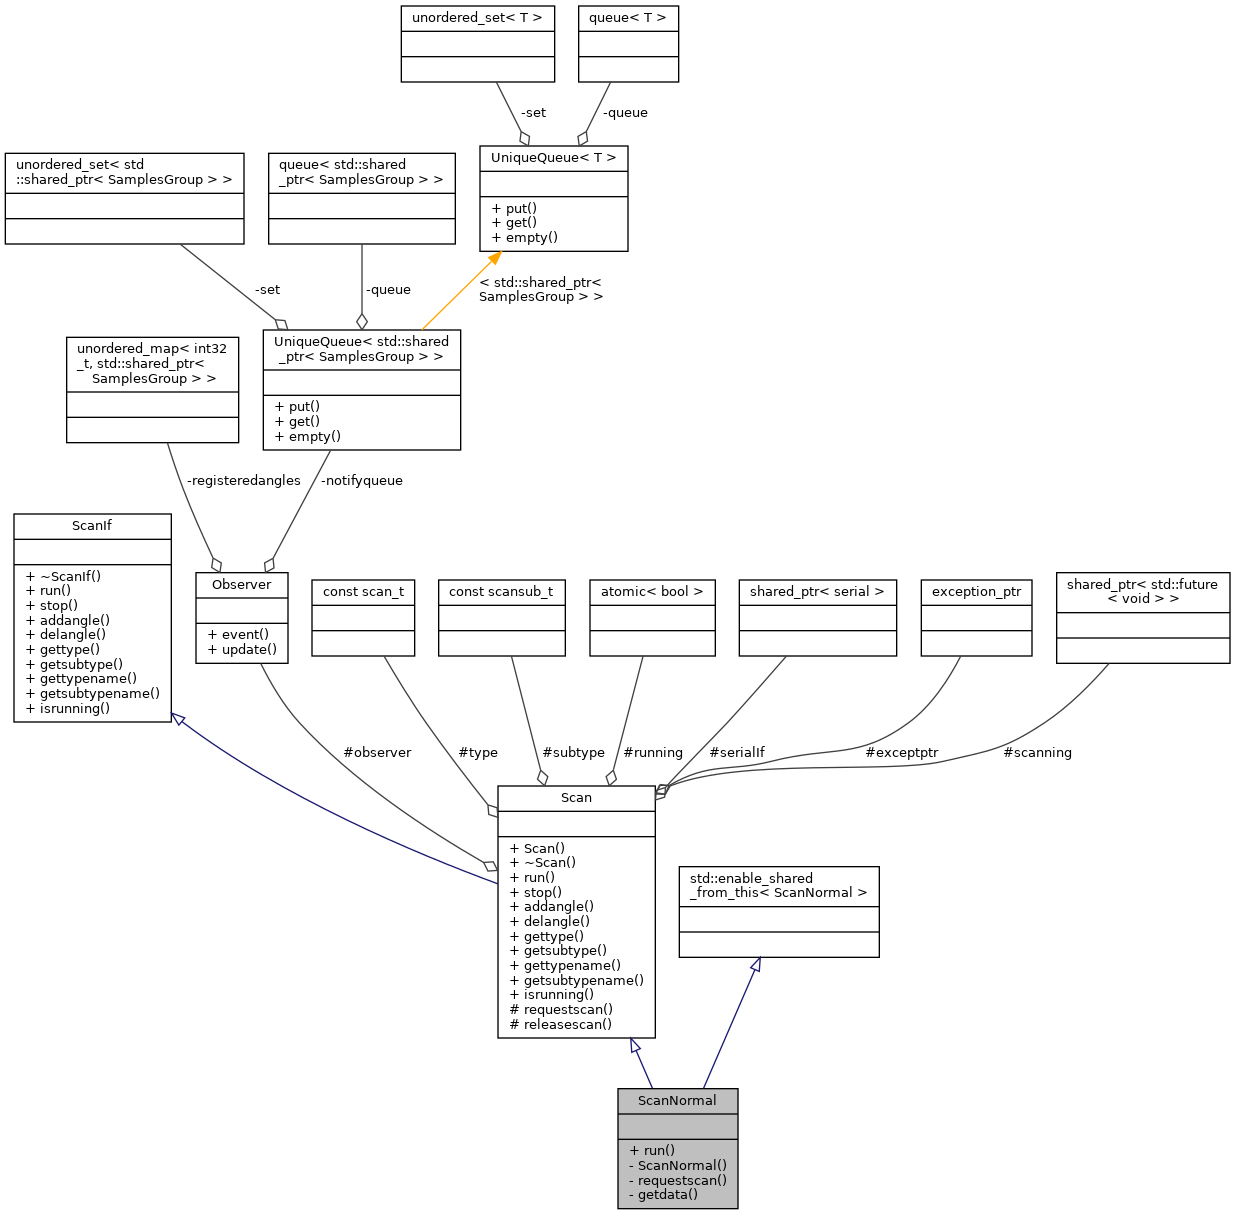 unordered_set< T >
queue< T >
-set
-queue
UniqueQueue< T >
+ put()
+ get()
+ empty()
unordered_set< std
::shared_ptr< SamplesGroup > >
queue< std::shared
_ptr< SamplesGroup > >
-set
-queue
< std::shared_ptr<
SamplesGroup > >
unordered_map< int32
_t, std::shared_ptr<
SamplesGroup > >
UniqueQueue< std::shared
_ptr< SamplesGroup > >
+ put()
+ get()
+ empty()
-registeredangles
-notifyqueue
ScanIf
+ ~ScanIf()
+ run()
+ stop()
+ addangle()
+ delangle()
+ gettype()
+ getsubtype()
+ gettypename()
+ getsubtypename()
+ isrunning()
Observer
+ event()
+ update()
const scan_t
const scansub_t
atomic< bool >
shared_ptr< serial >
exception_ptr
shared_ptr< std::future
< void > >
#observer
#type
#subtype
#running
#serialIf
#exceptptr
#scanning
Scan
+ Scan()
+ ~Scan()
+ run()
+ stop()
+ addangle()
+ delangle()
+ gettype()
+ getsubtype()
+ gettypename()
+ getsubtypename()
+ isrunning()
# requestscan()
# releasescan()
std::enable_shared
_from_this< ScanNormal >
ScanNormal
+ run()
- ScanNormal()
- requestscan()
- getdata()